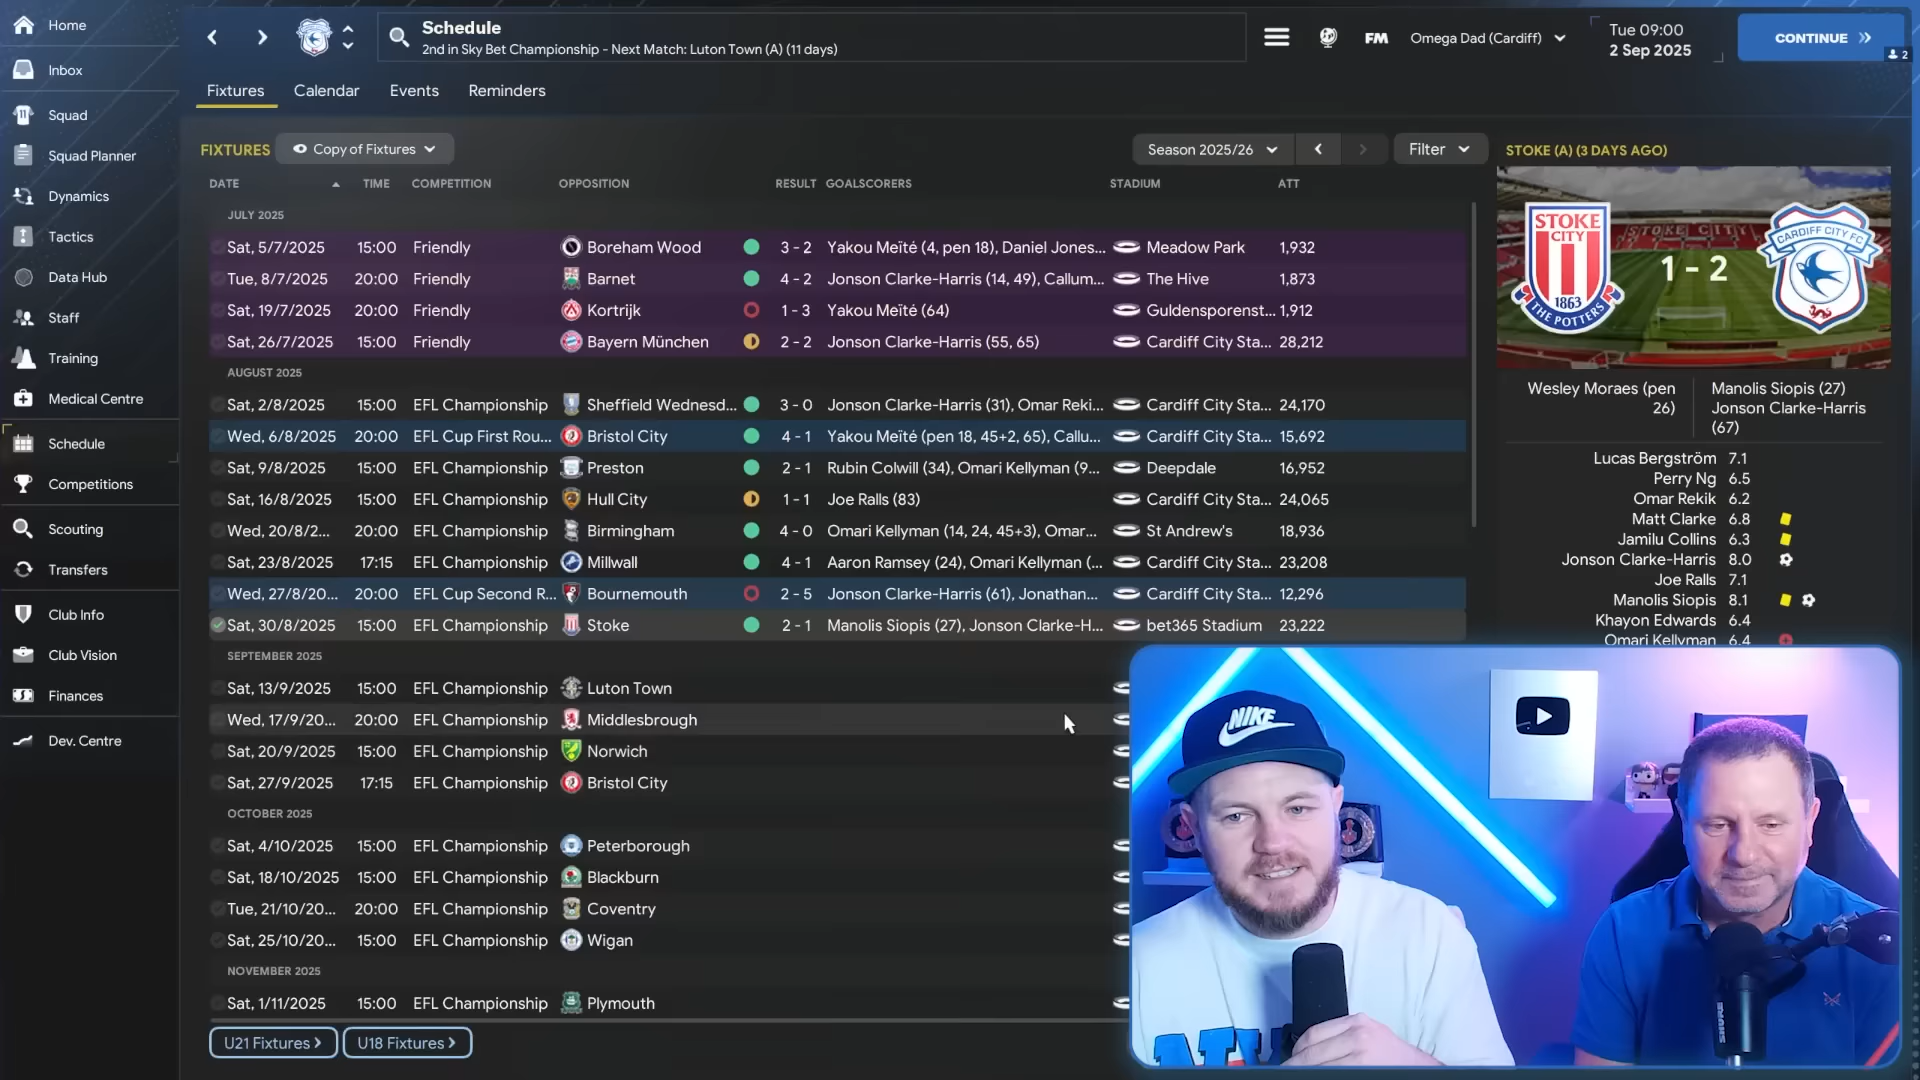 Home
Inbox
Squad
Squad Planner
Dynamics
Tactics
Data Hub
Staff
Training
Medical Centre
Schedule
Competitions
Scouting
Transfers
Club Info
Club Vision
Finances
Dev. Centre
Schedule
2nd in Sky Bet Championship - Next Match: Luton Town (A) (11 days)
FM
Omega Dad (Cardiff)
Tue 09:00
2 Sep 2025
CONTINUE
2
Fixtures Calendar Events Reminders
FIXTURES Copy of Fixtures Season 2025/26 Filter
DATE TIME COMPETITION OPPOSITION RESULT GOALSCORERS STADIUM ATT
JULY 2025
Sat, 5/7/2025 15:00 Friendly Boreham Wood 3 - 2 Yakou Meïté (4, pen 18), Daniel Jones... Meadow Park 1,932
Tue, 8/7/2025 20:00 Friendly Barnet 4 - 2 Jonson Clarke-Harris (14, 49), Callum... The Hive 1,873
Sat, 19/7/2025 20:00 Friendly Kortrijk 1 - 3 Yakou Meïté (64) Guldensporenst... 1,912
Sat, 26/7/2025 15:00 Friendly Bayern München 2 - 2 Jonson Clarke-Harris (55, 65) Cardiff City Sta... 28,212
AUGUST 2025
Sat, 2/8/2025 15:00 EFL Championship Sheffield Wednesd... 3 - 0 Jonson Clarke-Harris (31), Omar Reki... Cardiff City Sta... 24,170
Wed, 6/8/2025 20:00 EFL Cup First Rou... Bristol City 4 - 1 Yakou Meïté (pen 18, 45+2, 65), Callu... Cardiff City Sta... 15,692
Sat, 9/8/2025 15:00 EFL Championship Preston 2 - 1 Rubin Colwill (34), Omari Kellyman (9... Deepdale 16,952
Sat, 16/8/2025 15:00 EFL Championship Hull City 1 - 1 Joe Ralls (83) Cardiff City Sta... 24,065
Wed, 20/8/2... 20:00 EFL Championship Birmingham 4 - 0 Omari Kellyman (14, 24, 45+3), Omar... St Andrew's 18,936
Sat, 23/8/2025 17:15 EFL Championship Millwall 4 - 1 Aaron Ramsey (24), Omari Kellyman (... Cardiff City Sta... 23,208
Wed, 27/8/20... 20:00 EFL Cup Second R... Bournemouth 2 - 5 Jonson Clarke-Harris (61), Jonathan... Cardiff City Sta... 12,296
Sat, 30/8/2025 15:00 EFL Championship Stoke 2 - 1 Manolis Siopis (27), Jonson Clarke-H... bet365 Stadium 23,222
SEPTEMBER 2025
Sat, 13/9/2025 15:00 EFL Championship Luton Town
Wed, 17/9/20... 20:00 EFL Championship Middlesbrough
Sat, 20/9/2025 15:00 EFL Championship Norwich
Sat, 27/9/2025 17:15 EFL Championship Bristol City
OCTOBER 2025
Sat, 4/10/2025 15:00 EFL Championship Peterborough
Sat, 18/10/2025 15:00 EFL Championship Blackburn
Tue, 21/10/20... 20:00 EFL Championship Coventry
Sat, 25/10/20... 15:00 EFL Championship Wigan
NOVEMBER 2025
Sat, 1/11/2025 15:00 EFL Championship Plymouth
U21 Fixtures U18 Fixtures
STOKE (A) (3 DAYS AGO)
STOKE
CITY
1863
THE POTTERS
STOKE CITY
1 - 2
CARDIFF CITY FC
Wesley Moraes (pen
26)
Manolis Siopis (27)
Jonson Clarke-Harris
(67)
Lucas Bergström 7.1
Perry Ng 6.5
Omar Rekik 6.2
Matt Clarke 6.8
Jamilu Collins 6.3
Jonson Clarke-Harris 8.0
Joe Ralls 7.1
Manolis Siopis 8.1
Khayon Edwards 6.4
Omari Kellyman 6.4
NIKE
SHURE